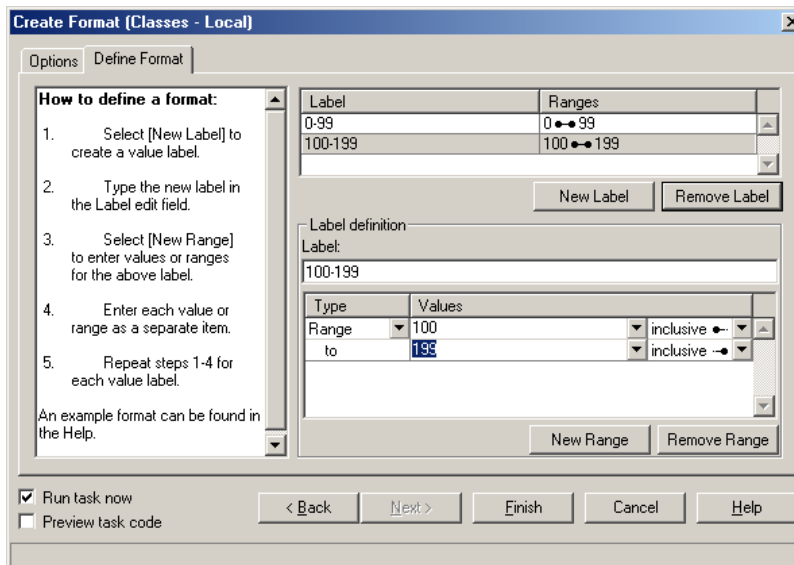 Create Format (Classes - Local)
Options Define Format
How to define a format:
1. Select [New Label] to
create a value label.
2. Type the new label in
the Label edit field.
3. Select [New Range]
to enter values or ranges
for the above label.
4. Enter each value or
range as a separate item.
5. Repeat steps 1-4 for
each value label.
An example format can be found in
the Help.
Label Ranges
0-99 0 99
100-199 100 199
New Label Remove Label
Label definition
Label:
100-199
Type Values
Range 100 inclusive
to 199 inclusive
New Range Remove Range
Run task now
Preview task code
< Back Next > Finish Cancel Help